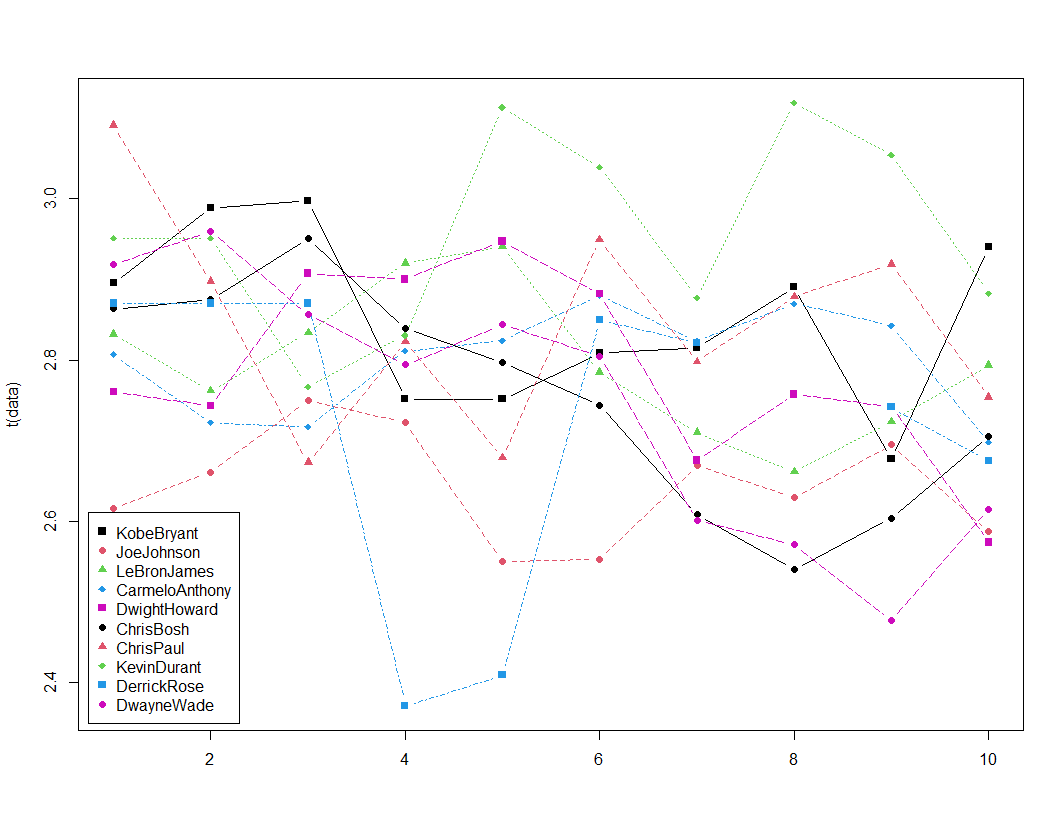 t(data)
3.0
2.8
2.6
2.4
KobeBryant
JoeJohnson
LeBronJames
CarmeloAnthony
DwightHoward
ChrisBosh
ChrisPaul
KevinDurant
DerrickRose
DwayneWade
2 4 6 8 10